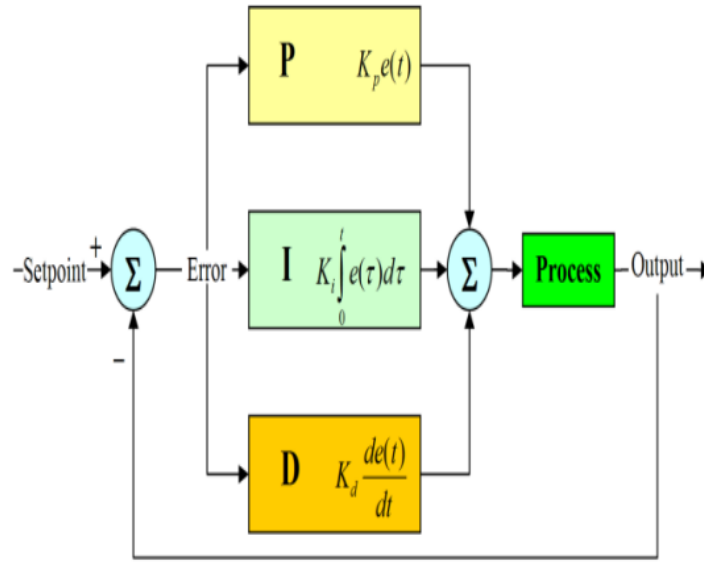 P K_p e(t)
+
Setpoint
Σ
−
Error
I K_i ∫_0^t e(τ)dτ
Σ
Process
Output
D K_d de(t)/dt